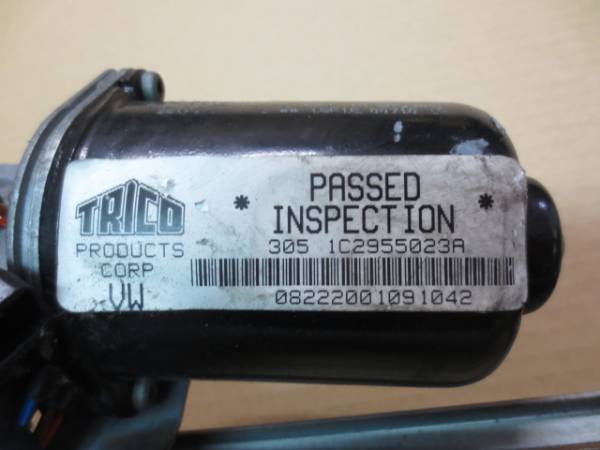 TRICO
PRODUCTS
CORP
VW
* PASSED *
INSPECTION
305 1C2955023A
08222001091042